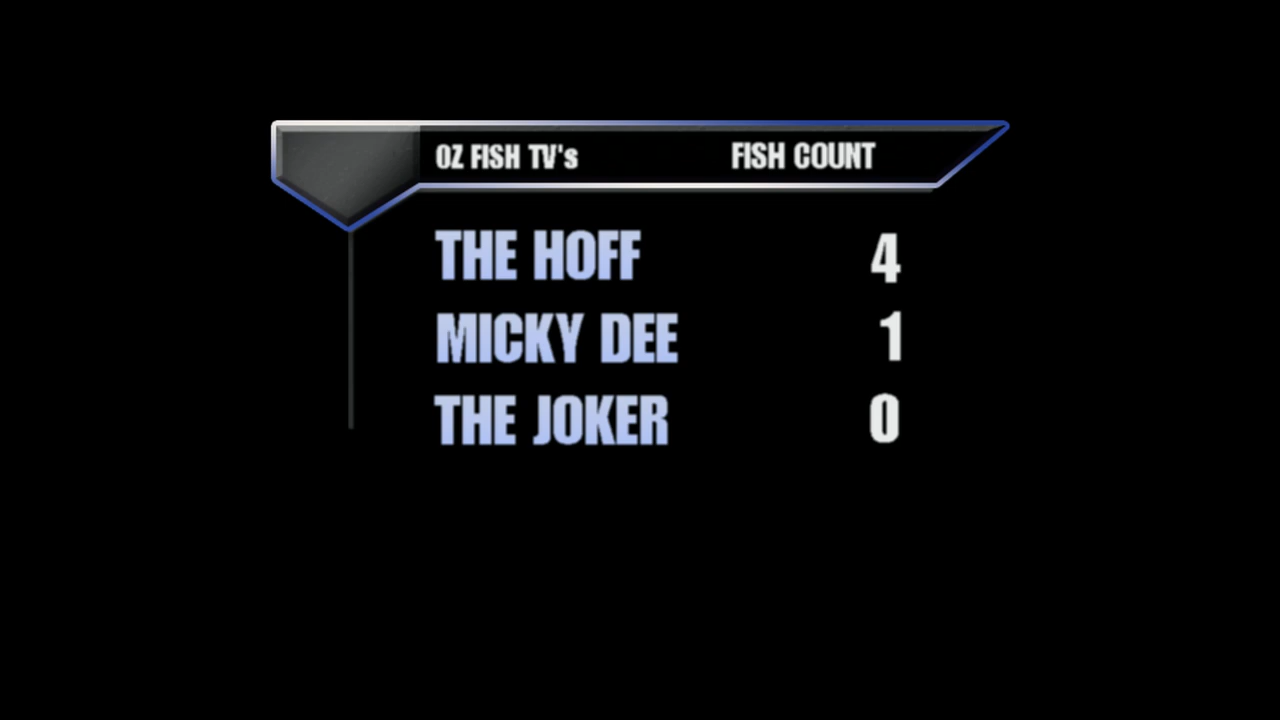 OZ FISH TV's FISH COUNT
THE HOFF 4
MICKY DEE 1
THE JOKER 0